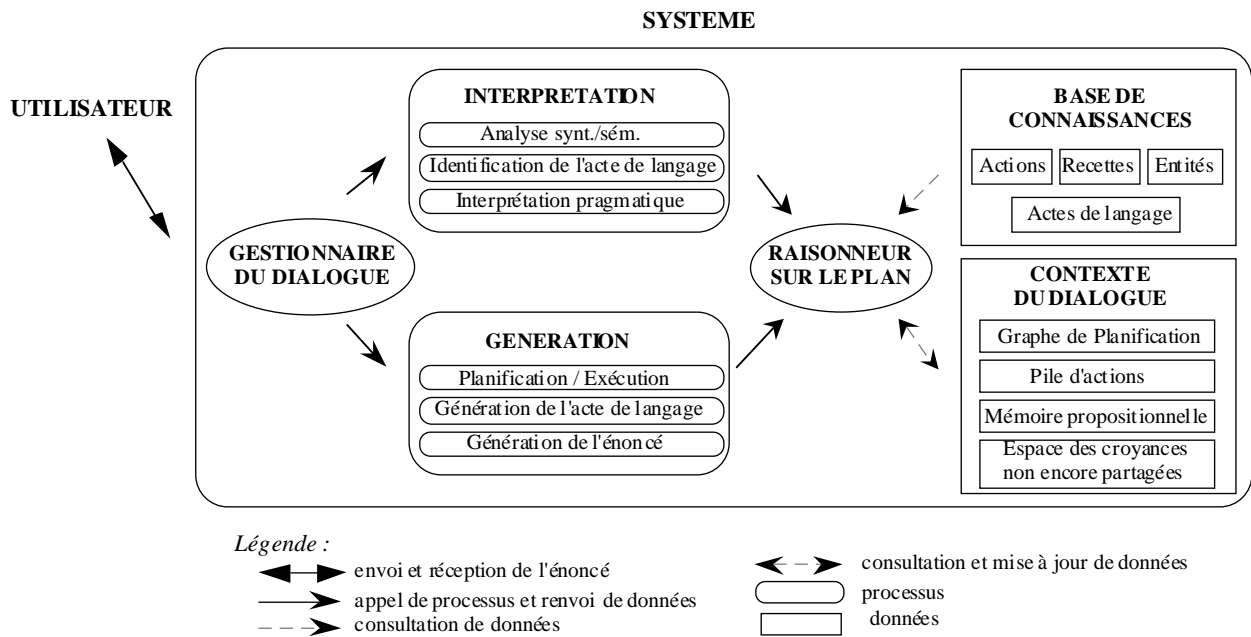 SYSTEME
UTILISATEUR
INTERPRETATION
Analyse synt./sém.
Identification de l'acte de langage
Interprétation pragmatique
GESTIONNAIRE
DU DIALOGUE
GENERATION
Planification / Exécution
Génération de l'acte de langage
Génération de l'énoncé
RAISONNEUR
SUR LE PLAN
BASE DE
CONNAISSANCES
Actions
Recettes
Entités
Actes de langage
CONTEXTE
DU DIALOGUE
Graphe de Planification
Pile d'actions
Mémoire propositionnelle
Espace des croyances
non encore partagées
Légende :
envoi et réception de l'énoncé
appel de processus et renvoi de données
consultation de données
consultation et mise à jour de données
processus
données